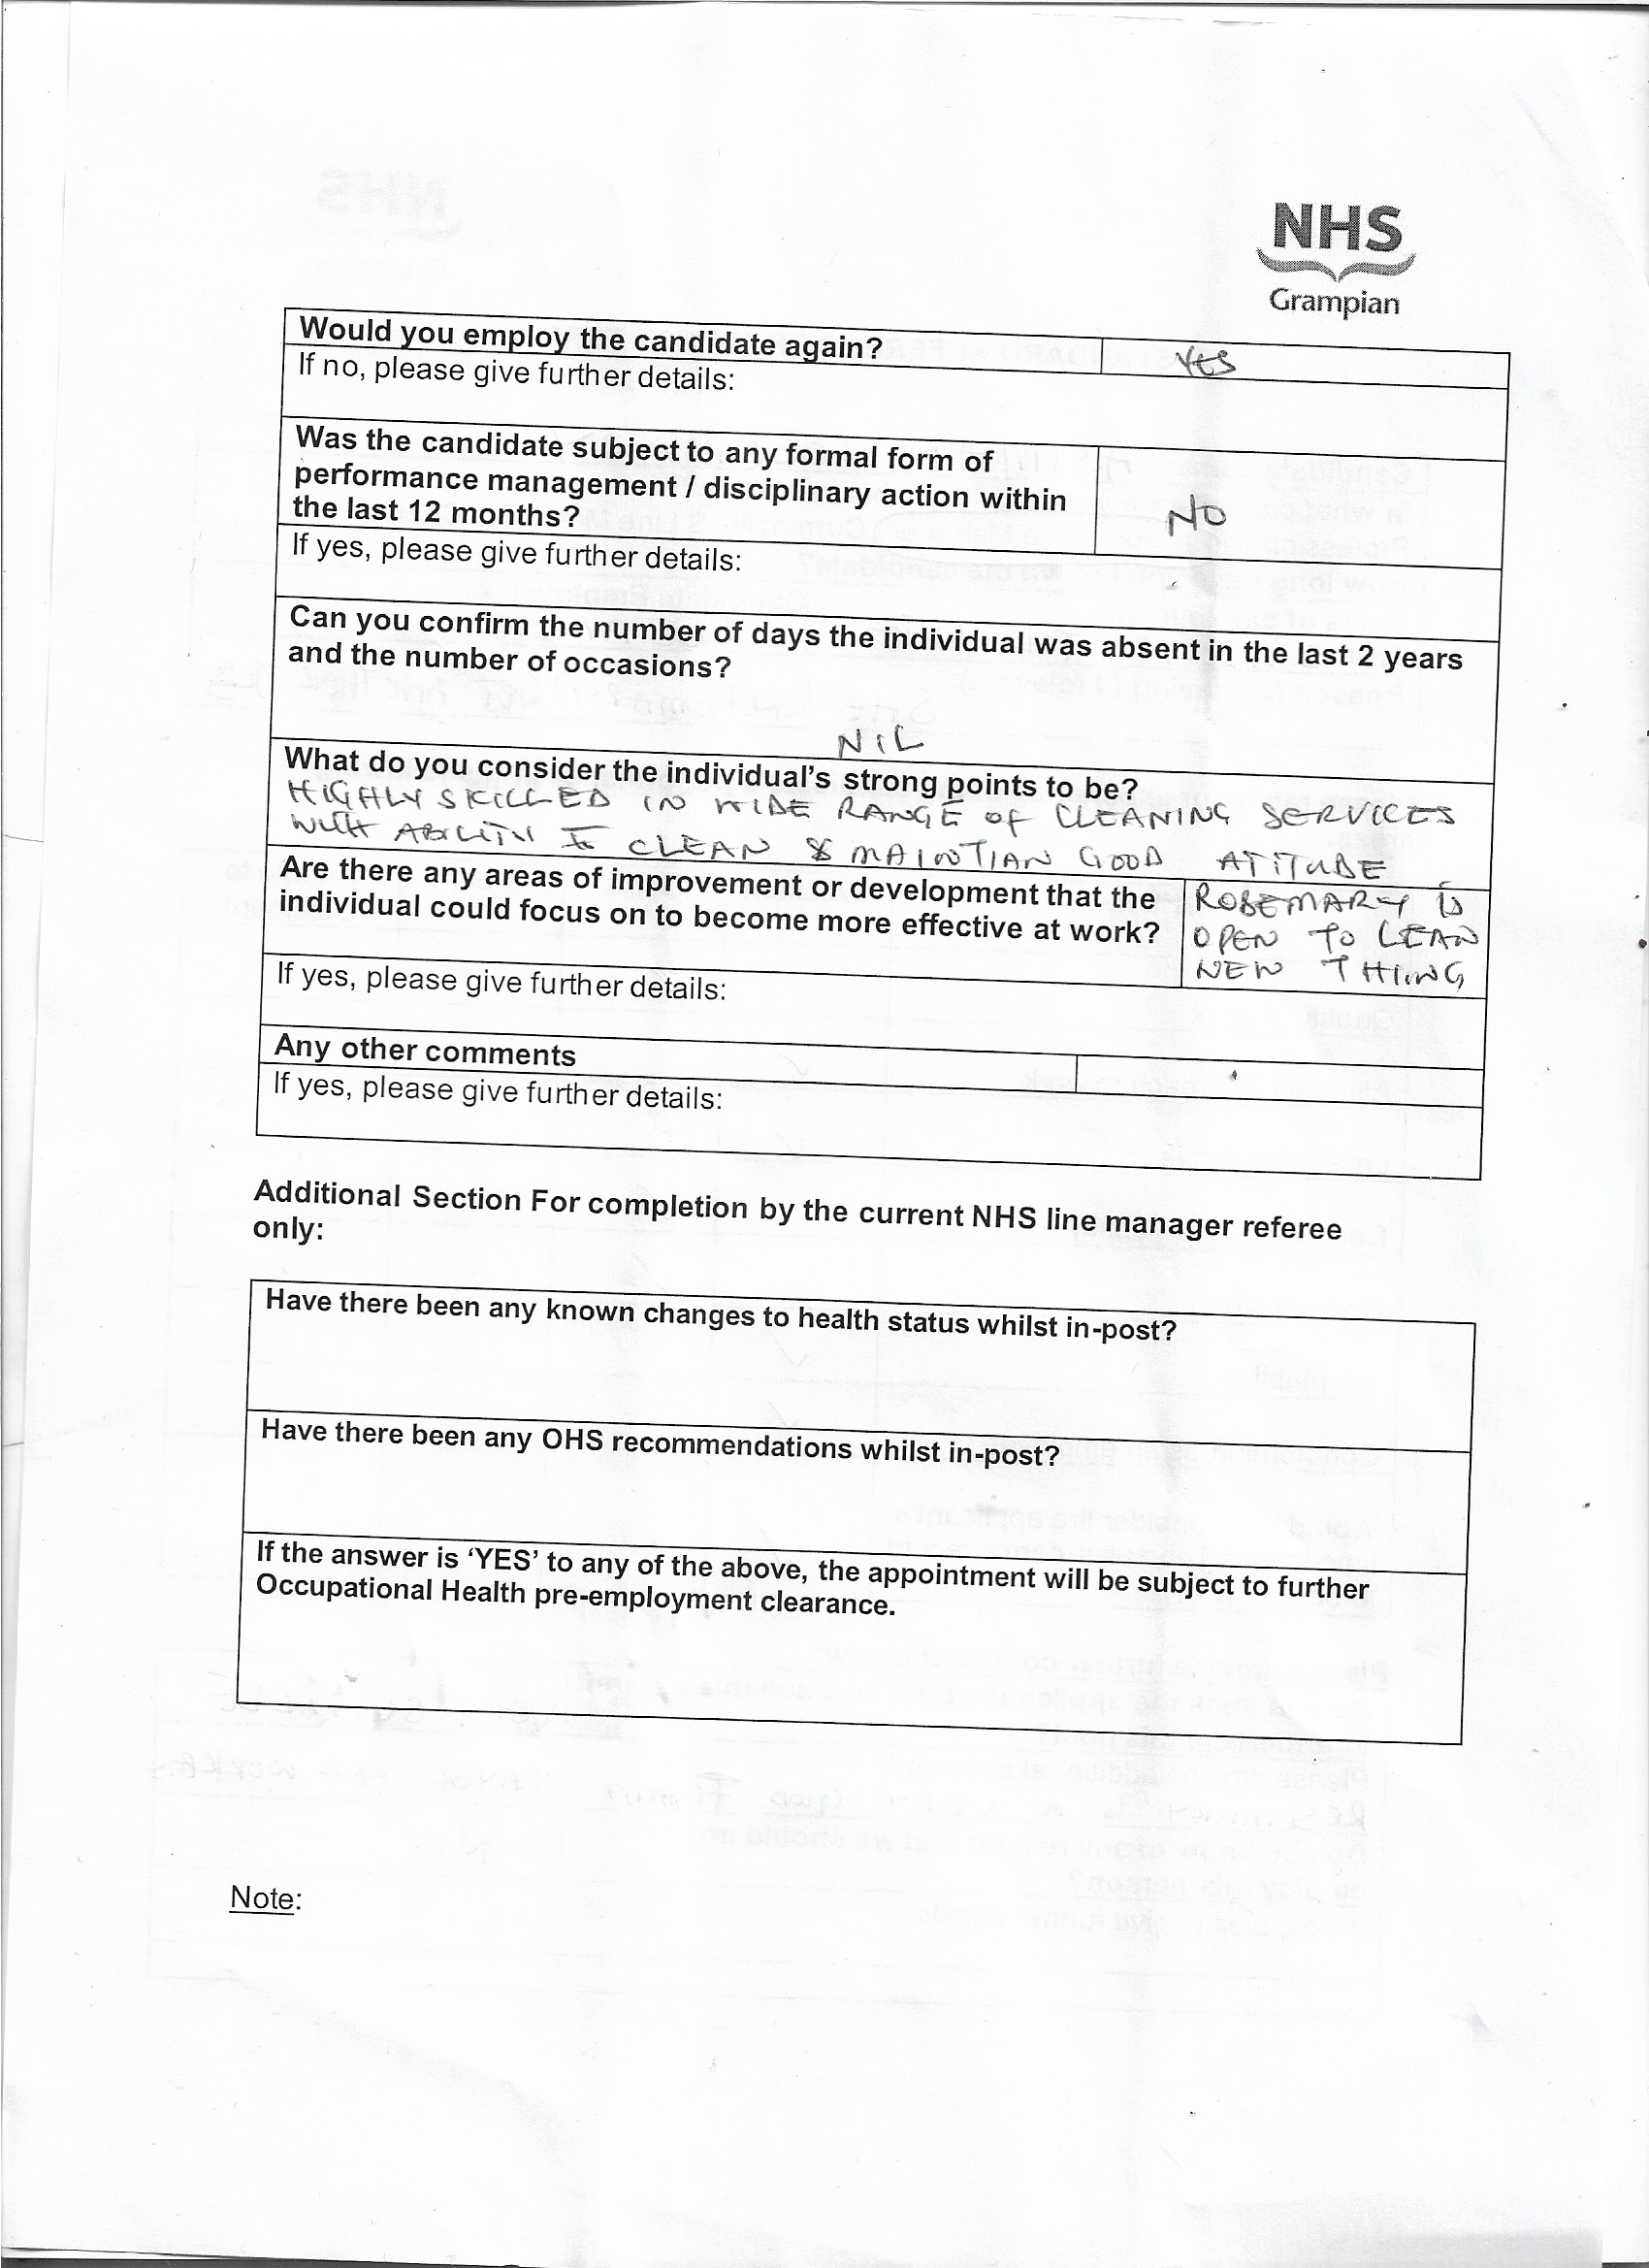 NHS
Grampian
Would you employ the candidate again?
YES
If no, please give further details:
Was the candidate subject to any formal form of
performance management / disciplinary action within
the last 12 months?
NO
If yes, please give further details:
Can you confirm the number of days the individual was absent in the last 2 years
and the number of occasions?
NIL
What do you consider the individual's strong points to be?
HIGHLY SKILLED IN WIDE RANGE OF CLEANING SERVICES
WITH ABILITY TO CLEAN & MAINTIAN GOOD ATITUDE
Are there any areas of improvement or development that the
individual could focus on to become more effective at work?
ROSEMARY IS
OPEN TO LEAN
NEW THING
If yes, please give further details:
Any other comments
If yes, please give further details:
Additional Section For completion by the current NHS line manager referee
only:
Have there been any known changes to health status whilst in-post?
Have there been any OHS recommendations whilst in-post?
If the answer is 'YES' to any of the above, the appointment will be subject to further
Occupational Health pre-employment clearance.
Note: